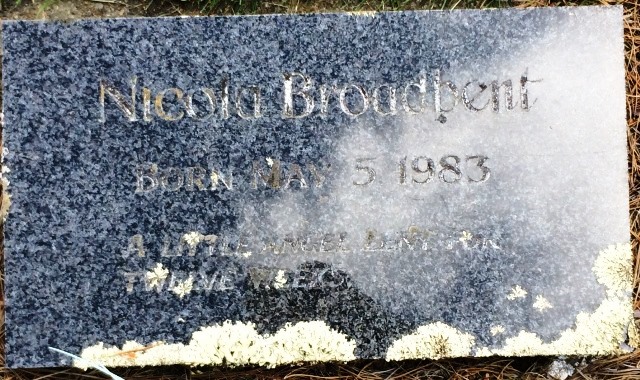 Nicola Broadbent
BORN MAY 5 1983
A LITTLE ANGEL LENT FOR
TWELVE WEEKS